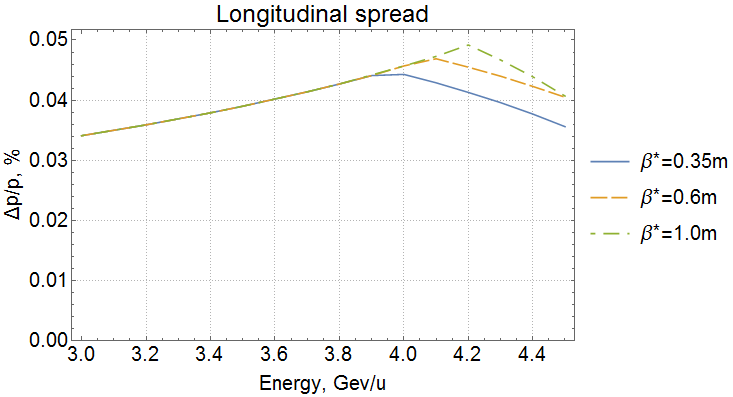 Longitudinal spread
Δp/p, %
0.05
0.04
0.03
0.02
0.01
0.00
3.0 3.2 3.4 3.6 3.8 4.0 4.2 4.4
Energy, Gev/u
β*=0.35m
β*=0.6m
β*=1.0m